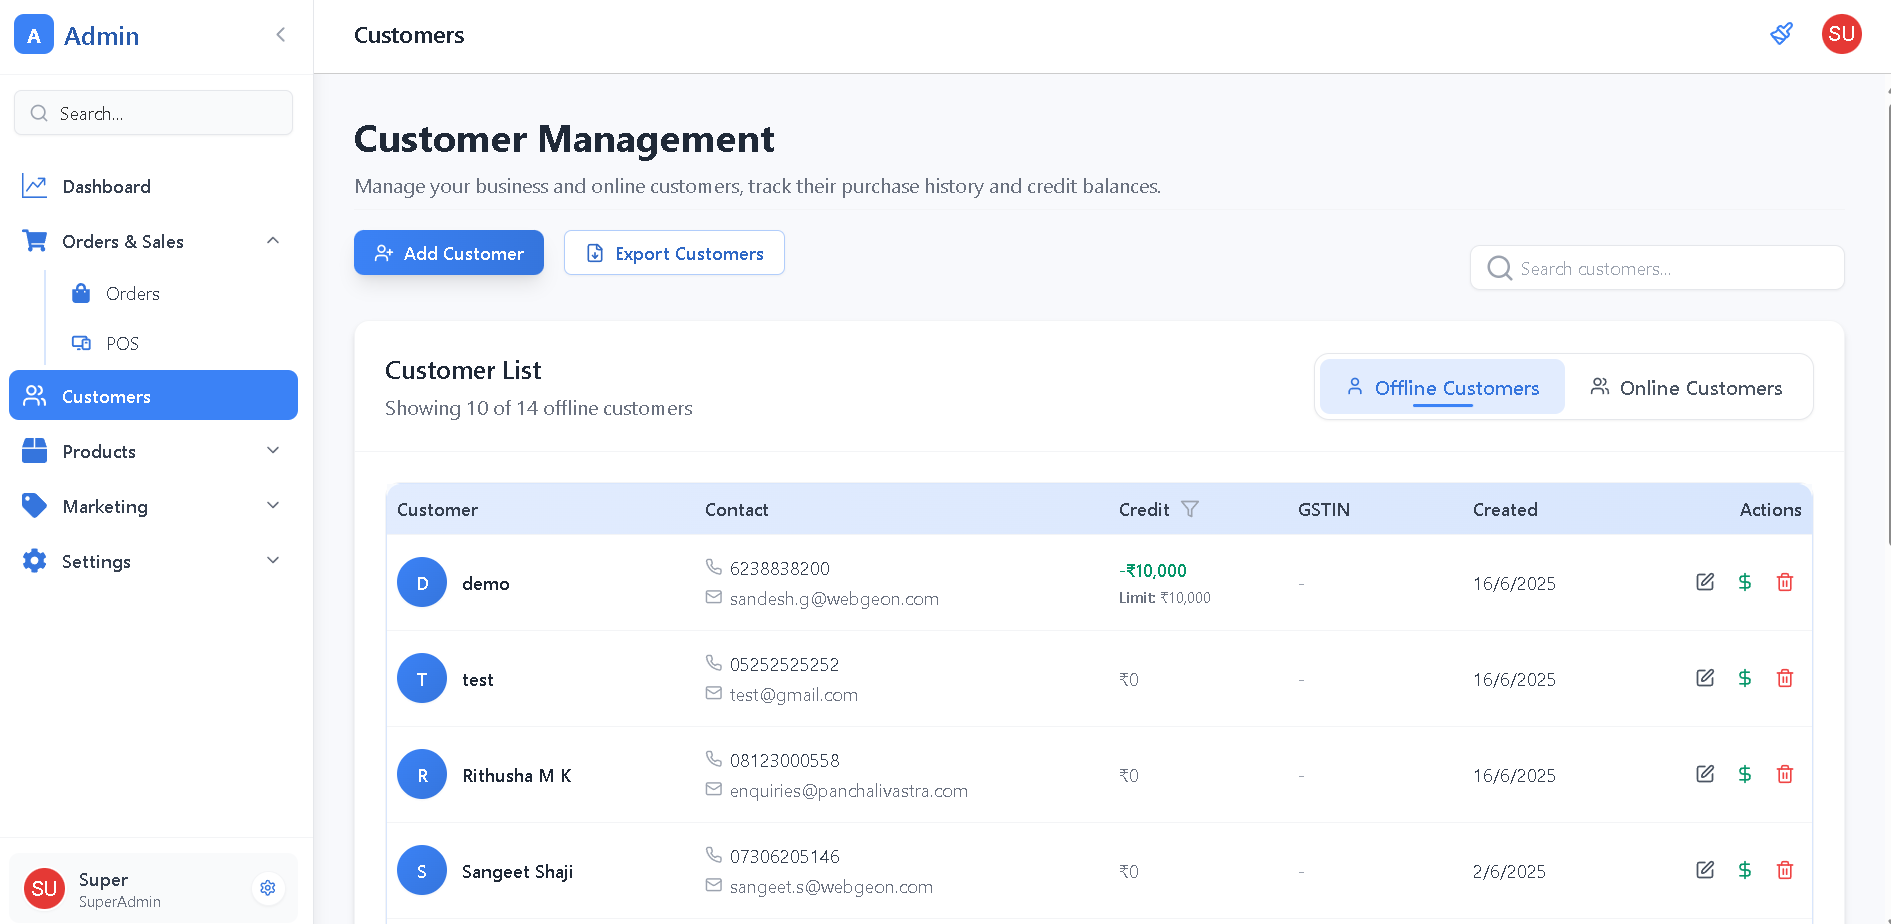 A Admin
Search...
Dashboard
Orders & Sales
Orders
POS
Customers
Products
Marketing
Settings
SU Super
SuperAdmin
Customers
SU
Customer Management
Manage your business and online customers, track their purchase history and credit balances.
Add Customer
Export Customers
Search customers...
Customer List
Showing 10 of 14 offline customers
Offline Customers
Online Customers
Customer Contact Credit GSTIN Created Actions
D demo 6238838200 -₹10,000 - 16/6/2025 $
sandesh.g@webgeon.com Limit: ₹10,000
T test 05252525252 ₹0 - 16/6/2025 $
test@gmail.com
R Rithusha M K 08123000558 ₹0 - 16/6/2025 $
enquiries@panchalivastra.com
S Sangeet Shaji 07306205146 ₹0 - 2/6/2025 $
sangeet.s@webgeon.com